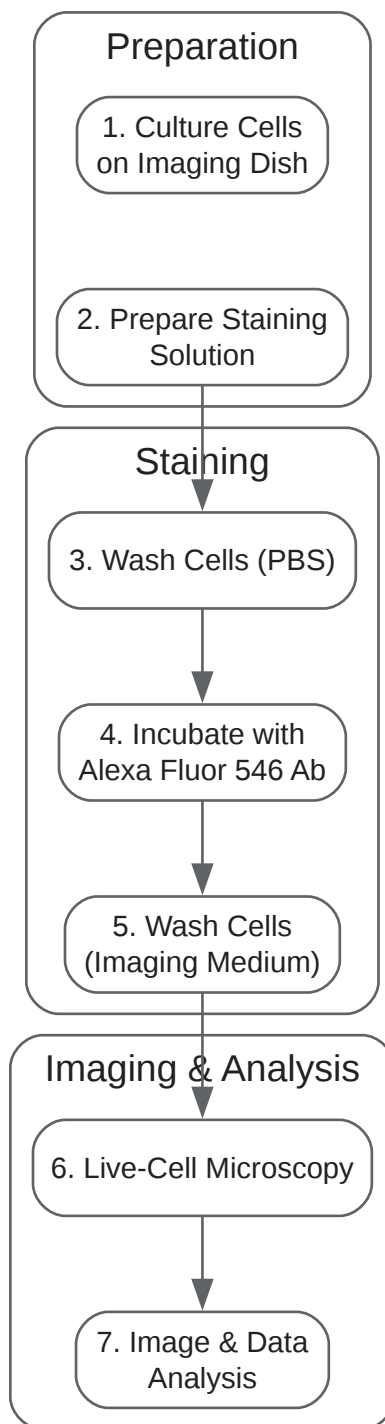 Preparation
1. Culture Cells
on Imaging Dish
2. Prepare Staining
Solution
Staining
3. Wash Cells (PBS)
4. Incubate with
Alexa Fluor 546 Ab
5. Wash Cells
(Imaging Medium)
Imaging & Analysis
6. Live-Cell Microscopy
7. Image & Data
Analysis